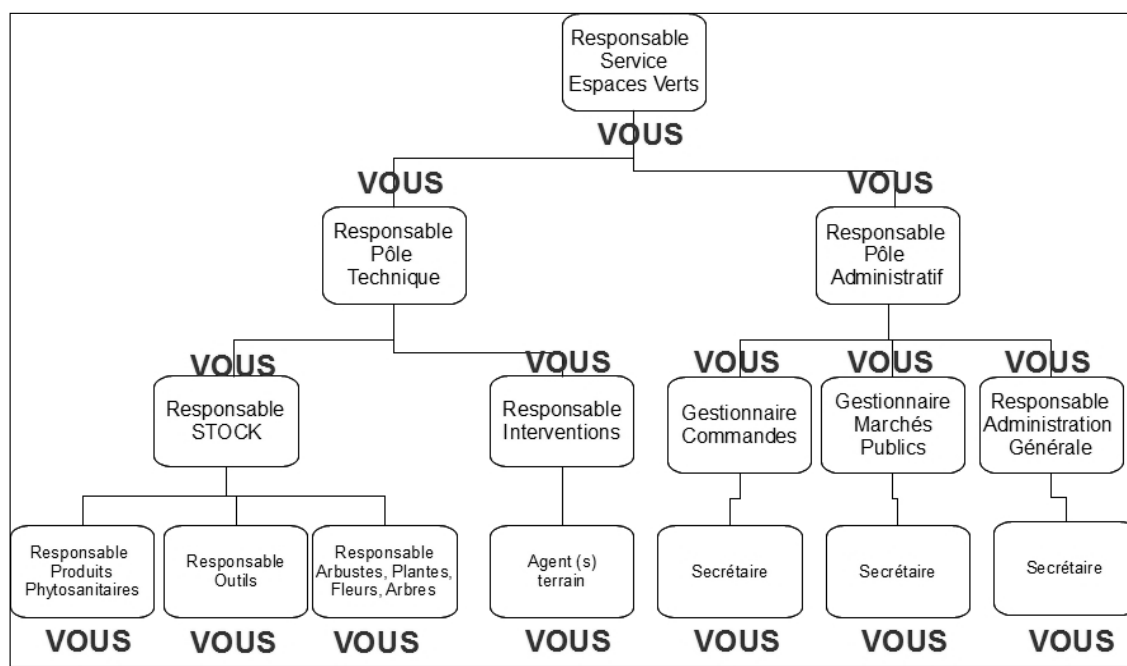 Responsable
Service
Espaces Verts
VOUS
VOUS
VOUS
Responsable
Pôle
Technique
Responsable
Pôle
Administratif
VOUS
VOUS
VOUS
VOUS
VOUS
Responsable
STOCK
Responsable
Interventions
Gestionnaire
Commandes
Gestionnaire
Marchés
Publics
Responsable
Administration
Générale
Responsable
Produits
Phytosanitaires
Responsable
Outils
Responsable
Arbustes, Plantes,
Fleurs, Arbres
Agent (s)
terrain
Secrétaire
Secrétaire
Secrétaire
VOUS
VOUS
VOUS
VOUS
VOUS
VOUS
VOUS